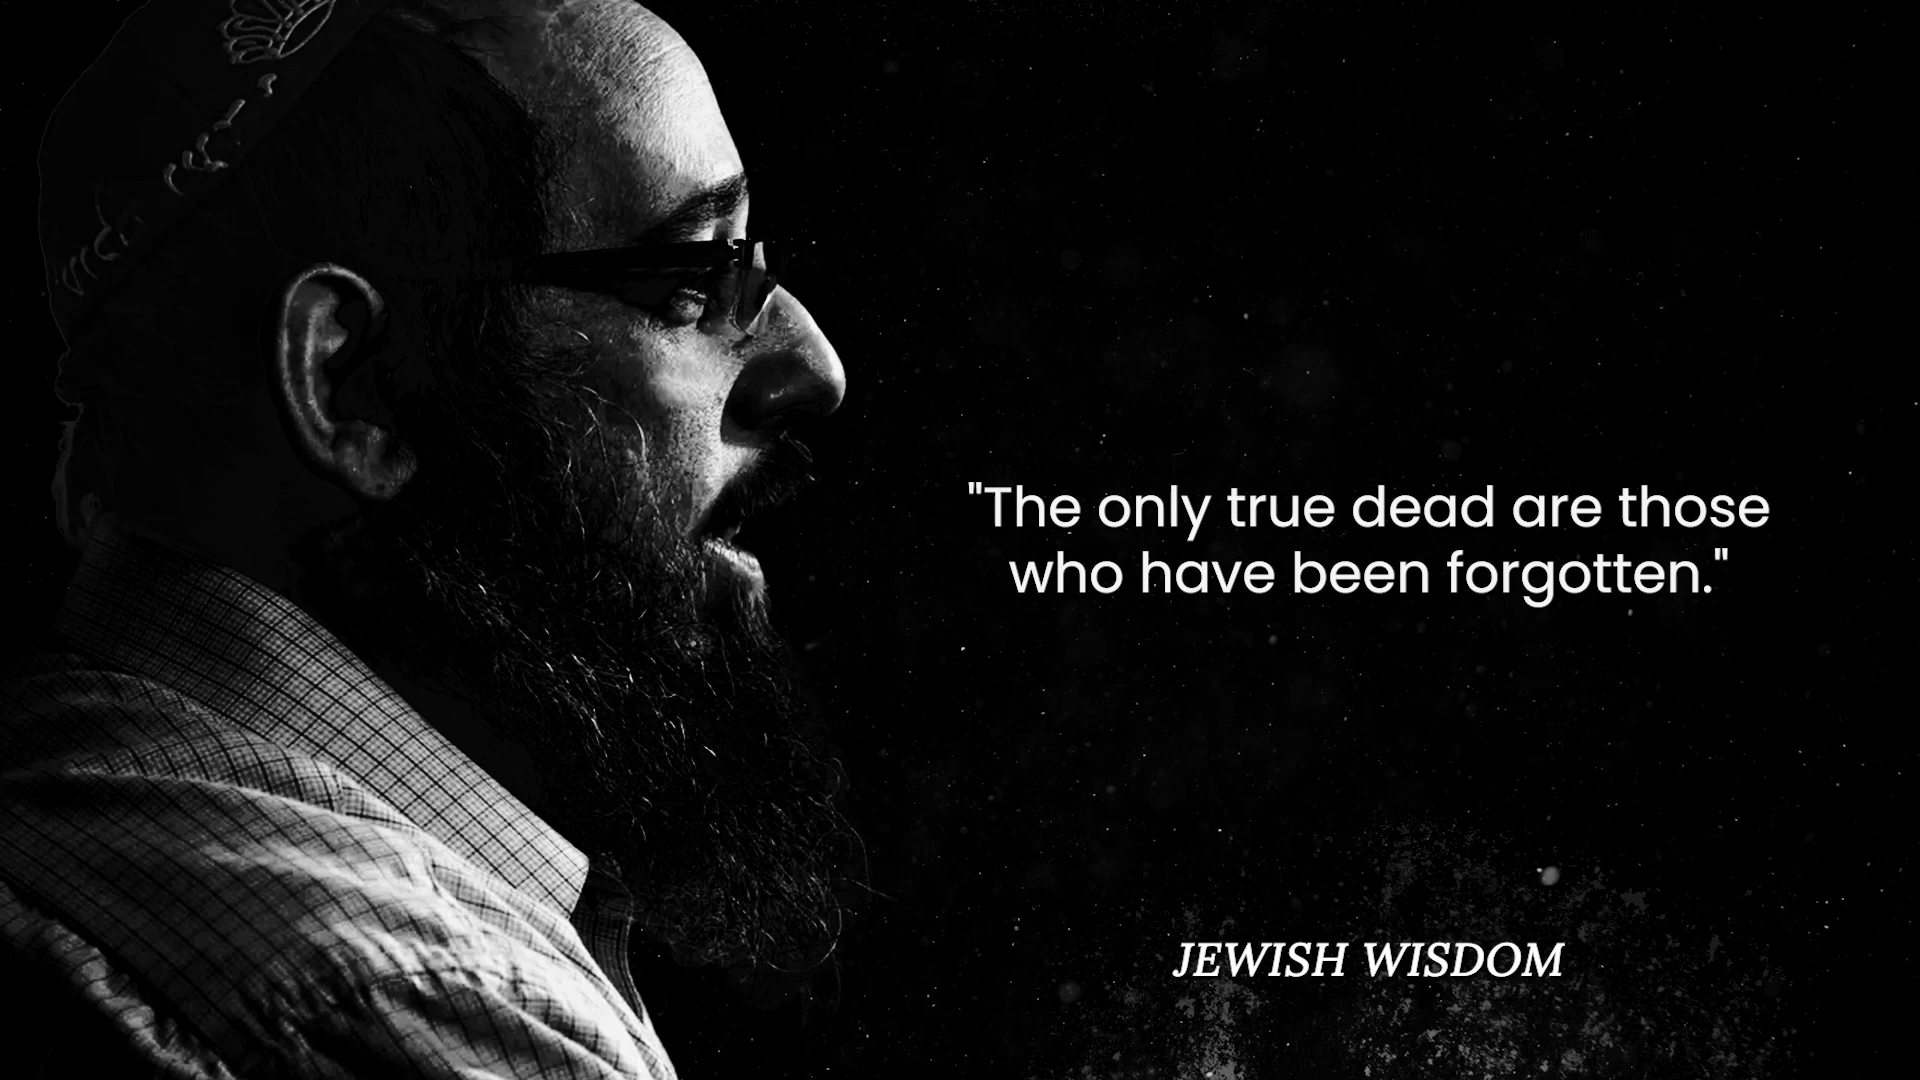 "The only true dead are those
who have been forgotten."
JEWISH WISDOM